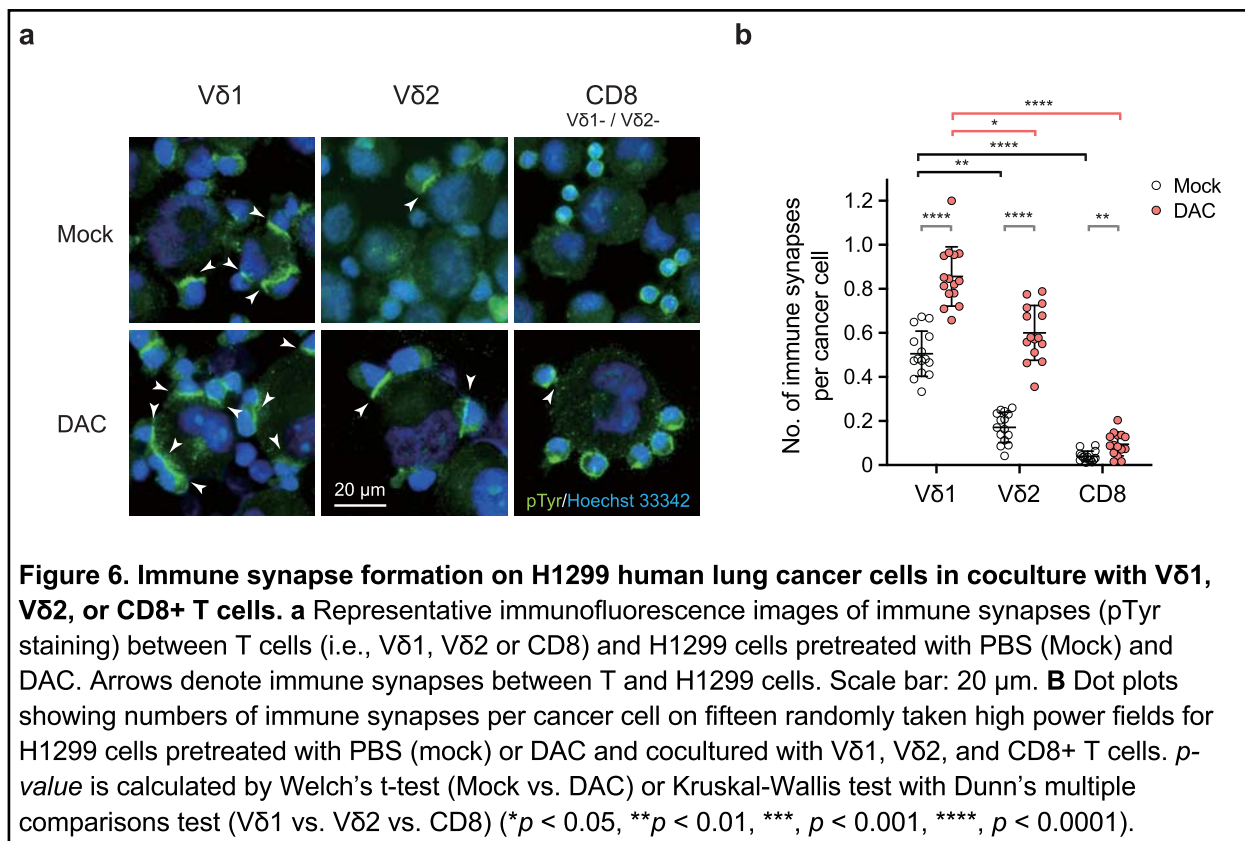 a
b
Vδ1
Vδ2
CD8
Vδ1- / Vδ2-
Mock
DAC
20 µm
pTyr/Hoechst 33342
****
*
****
**
Mock
DAC
****
****
**
No. of immune synapses
per cancer cell
1.2
1.0
0.8
0.6
0.4
0.2
0
Vδ1
Vδ2
CD8
Figure 6. Immune synapse formation on H1299 human lung cancer cells in coculture with Vδ1,
Vδ2, or CD8+ T cells. a Representative immunofluorescence images of immune synapses (pTyr
staining) between T cells (i.e., Vδ1, Vδ2 or CD8) and H1299 cells pretreated with PBS (Mock) and
DAC. Arrows denote immune synapses between T and H1299 cells. Scale bar: 20 µm. B Dot plots
showing numbers of immune synapses per cancer cell on fifteen randomly taken high power fields for
H1299 cells pretreated with PBS (mock) or DAC and cocultured with Vδ1, Vδ2, and CD8+ T cells. p-
value is calculated by Welch's t-test (Mock vs. DAC) or Kruskal-Wallis test with Dunn's multiple
comparisons test (Vδ1 vs. Vδ2 vs. CD8) (*p < 0.05, **p < 0.01, ***, p < 0.001, ****, p < 0.0001).